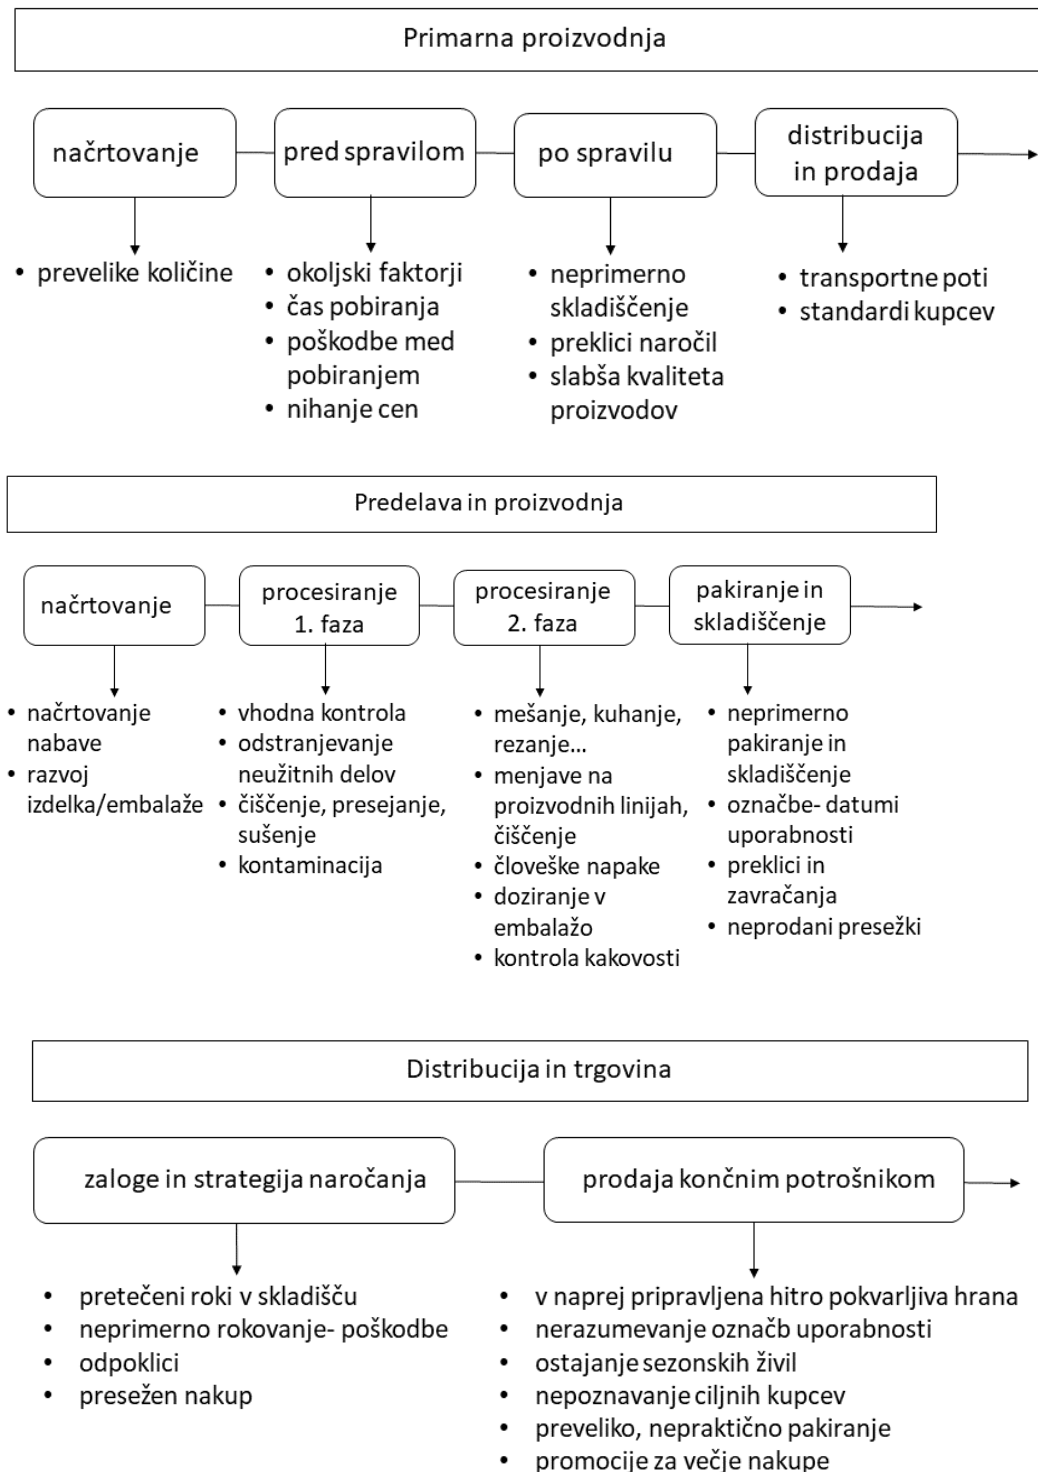 Primarna proizvodnja
načrtovanje
pred spravilom
po spravilu
distribucija
in prodaja
• prevelike količine
• okoljski faktorji
• čas pobiranja
• poškodbe med
pobiranjem
• nihanje cen
• neprimerno
skladiščenje
• preklici naročil
• slabša kvaliteta
proizvodov
• transportne poti
• standardi kupcev
Predelava in proizvodnja
načrtovanje
procesiranje
1. faza
procesiranje
2. faza
pakiranje in
skladiščenje
• načrtovanje
nabave
• razvoj
izdelka/embalaže
• vhodna kontrola
• odstranjevanje
neužitnih delov
• čiščenje, presejanje,
sušenje
• kontaminacija
• mešanje, kuhanje,
rezanje...
• menjave na
proizvodnih linijah,
čiščenje
• človeške napake
• doziranje v
embalažo
• kontrola kakovosti
• neprimerno
pakiranje in
skladiščenje
• označbe- datumi
uporabnosti
• preklici in
zavračanja
• neprodani presežki
Distribucija in trgovina
zaloge in strategija naročanja
prodaja končnim potrošnikom
• pretečeni roki v skladišču
• neprimerno rokovanje- poškodbe
• odpoklici
• presežen nakup
• v naprej pripravljena hitro pokvarljiva hrana
• nerazumevanje označb uporabnosti
• ostajanje sezonskih živil
• nepoznavanje ciljnih kupcev
• preveliko, nepraktično pakiranje
• promocije za večje nakupe